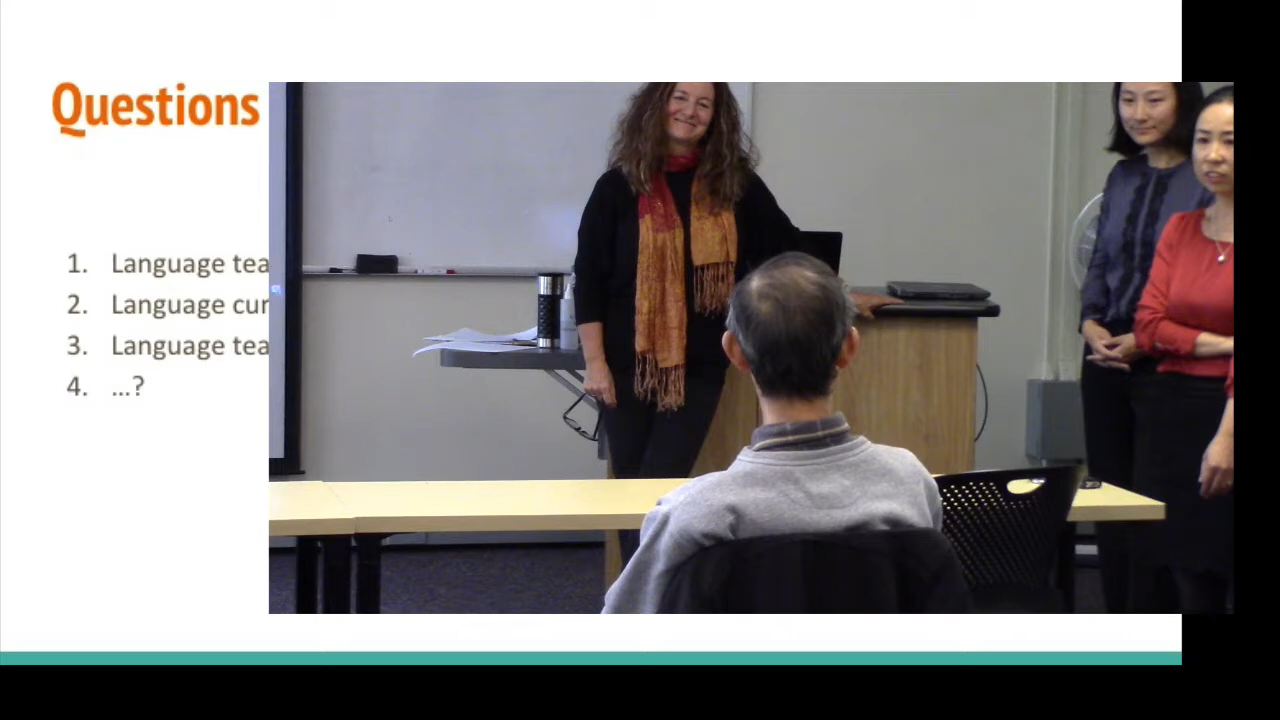 Questions
1. Language tea
2. Language cur
3. Language tea
4. ...?